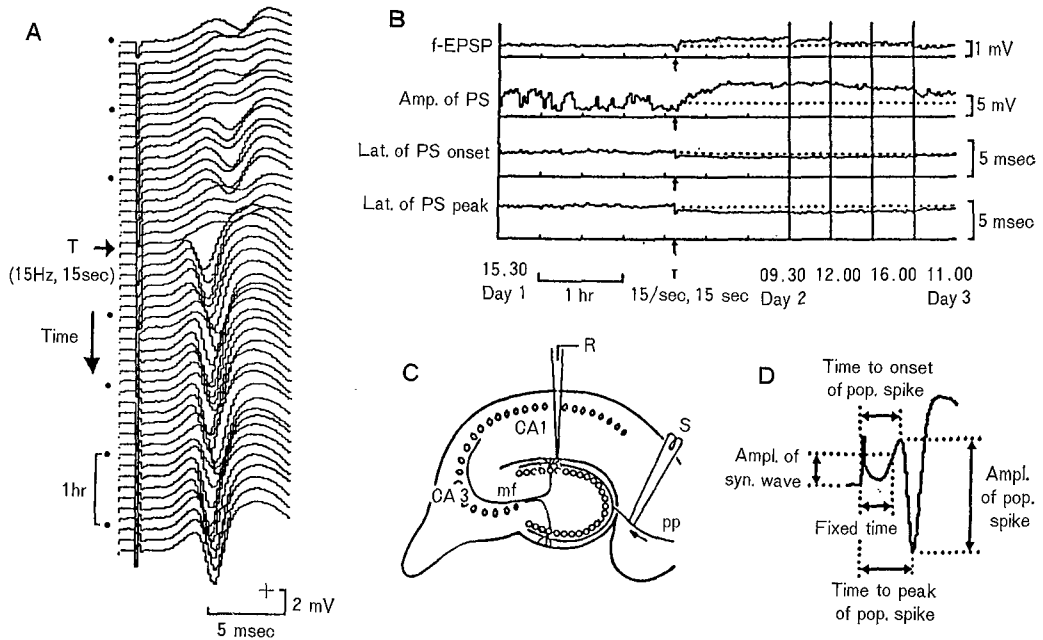 A
T
(15Hz, 15sec)
Time
1hr
+
2 mV
5 msec
B
f-EPSP
1 mV
Amp. of PS
5 mV
Lat. of PS onset
5 msec
Lat. of PS peak
5 msec
15.30
Day 1
1 hr
T
15/sec, 15 sec
09.30
Day 2
12.00
16.00
11.00
Day 3
C
R
S
CA1
CA3
mf
pp
D
Time to onset
of pop. spike
Ampl. of
syn. wave
Fixed time
Ampl.
of pop.
spike
Time to peak
of pop. spike